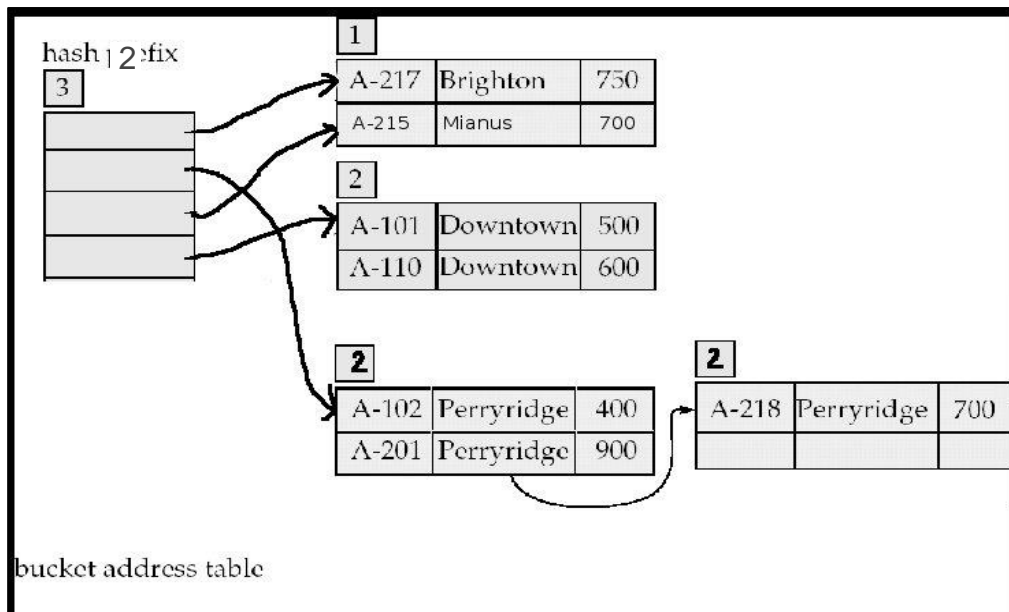 hash 2 efix
3
1
A-217 Brighton 750
A-215 Mianus 700
2
A-101 Downtown 500
A-110 Downtown 600
2
A-102 Perryridge 400
A-201 Perryridge 900
2
A-218 Perryridge 700
bucket address table